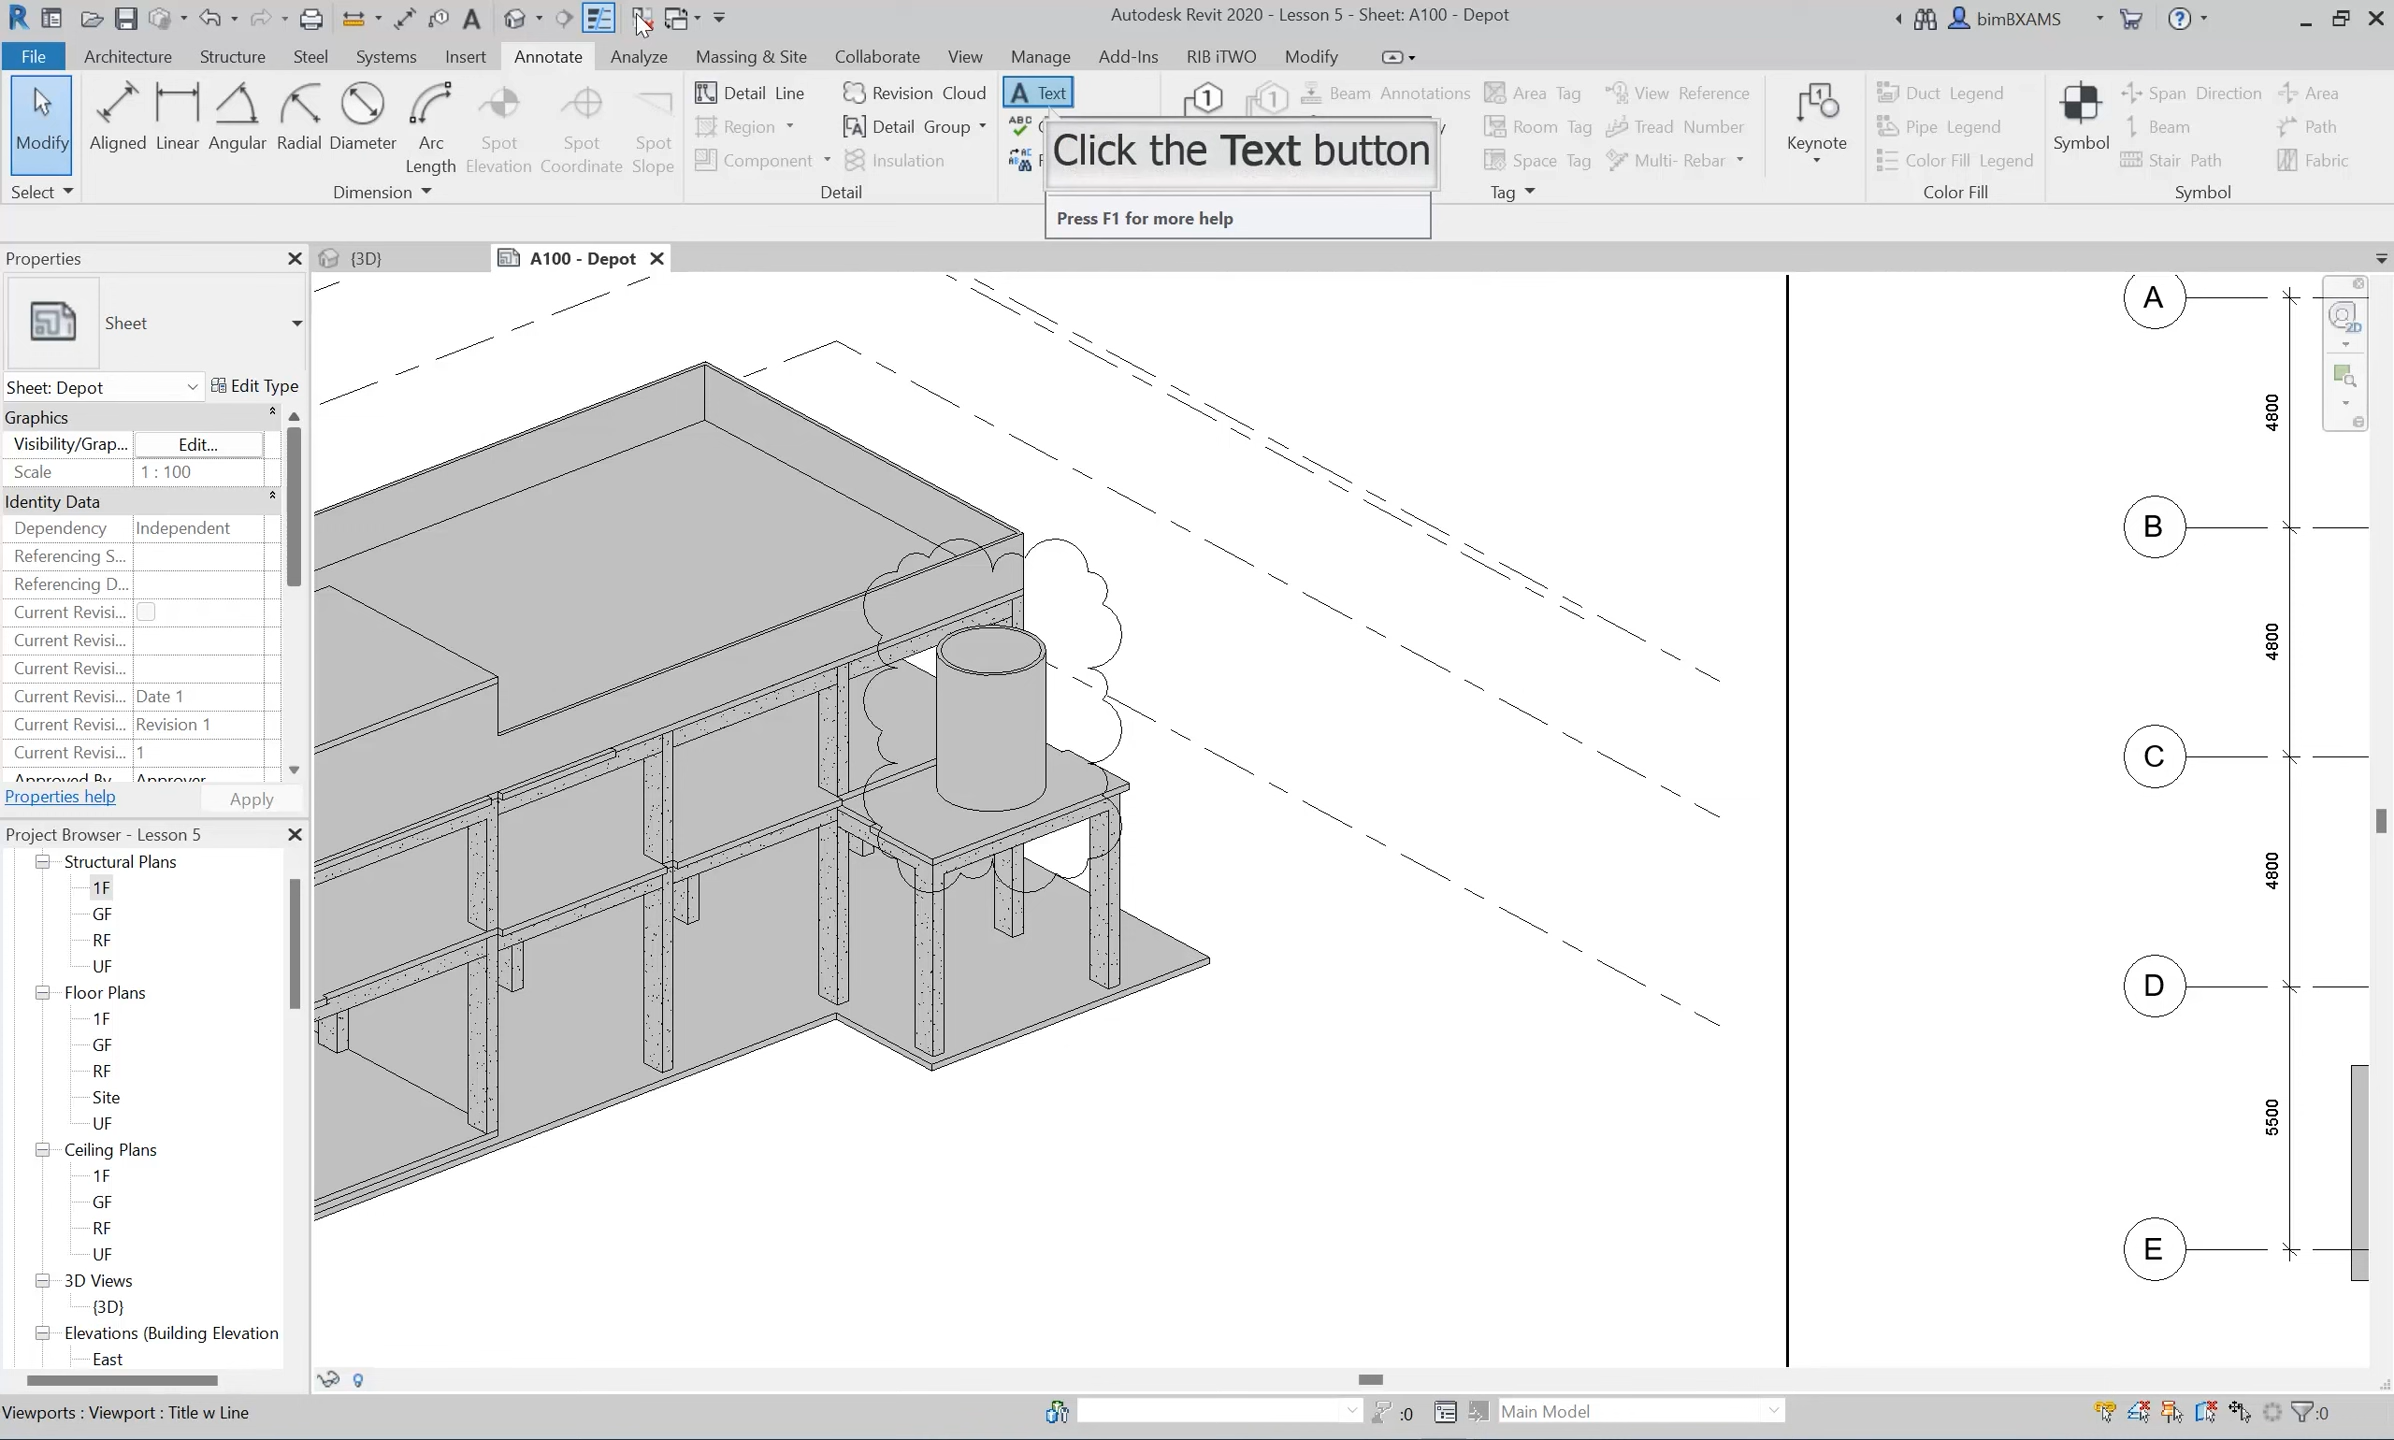 Autodesk Revit 2020 - Lesson 5 - Sheet: A100 - Depot
bimBXAMS
File Architecture Structure Steel Systems Insert Annotate Analyze Massing & Site Collaborate View Manage Add-Ins RIB iTWO Modify
Modify
Select
Aligned
Linear
Angular
Radial
Diameter
Arc Length
Spot Elevation
Spot Coordinate
Spot Slope
Dimension
Detail Line
Region
Component
Revision Cloud
Detail Group
Insulation
Detail
A Text
Click the Text button
Press F1 for more help
Beam Annotations
Area Tag
Room Tag
Space Tag
View Reference
Tread Number
Multi- Rebar
Tag
Keynote
Duct Legend
Pipe Legend
Color Fill Legend
Color Fill
Symbol
Span Direction
Beam
Stair Path
Area
Path
Fabric
Symbol
Properties
{3D}
A100 - Depot
Sheet
Sheet: Depot
Edit Type
Graphics
Visibility/Grap... Edit...
Scale 1 : 100
Identity Data
Dependency Independent
Referencing S...
Referencing D...
Current Revisi...
Current Revisi...
Current Revisi...
Current Revisi... Date 1
Current Revisi... Revision 1
Current Revisi... 1
Approved By Approver
Properties help
Apply
Project Browser - Lesson 5
Structural Plans
1F
GF
RF
UF
Floor Plans
1F
GF
RF
Site
UF
Ceiling Plans
1F
GF
RF
UF
3D Views
{3D}
Elevations (Building Elevation
East
A
4800
B
4800
C
4800
D
5500
E
2D
Viewports : Viewport : Title w Line
:0
Main Model
:0